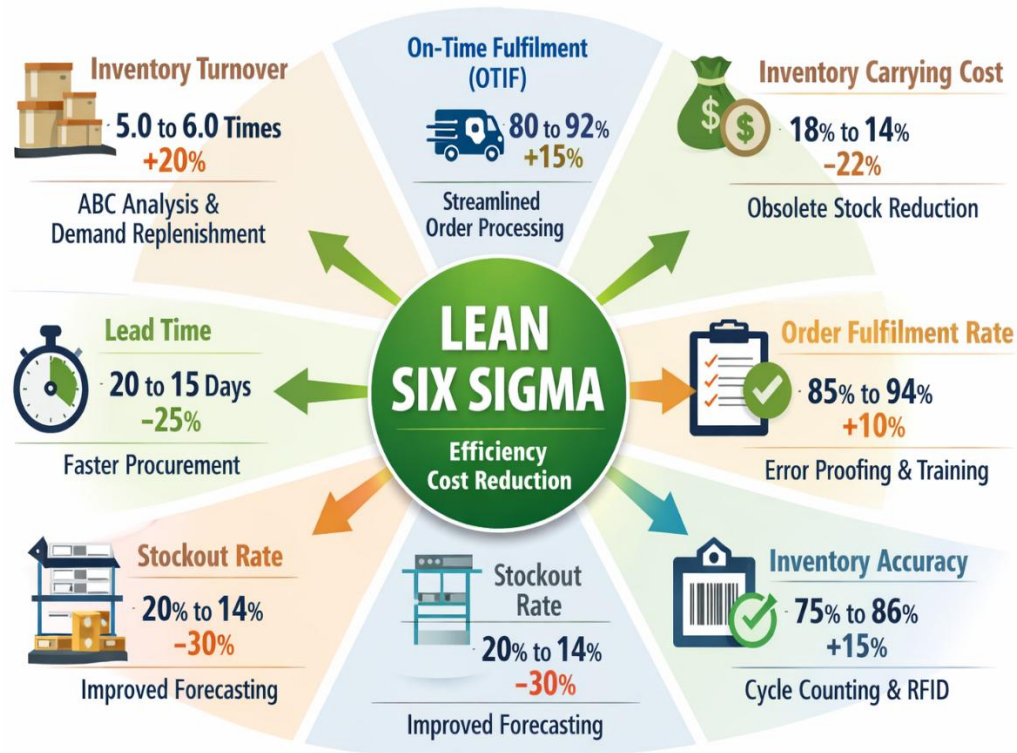 Inventory Turnover
5.0 to 6.0 Times
+20%
ABC Analysis &
Demand Replenishment
On-Time Fulfilment
(OTIF)
80 to 92%
+15%
Streamlined
Order Processing
Inventory Carrying Cost
18% to 14%
-22%
Obsolete Stock Reduction
Lead Time
20 to 15 Days
-25%
Faster Procurement
LEAN
SIX SIGMA
Efficiency
Cost Reduction
Order Fulfilment Rate
85% to 94%
+10%
Error Proofing & Training
Stockout Rate
20% to 14%
-30%
Improved Forecasting
Stockout
Rate
20% to 14%
-30%
Improved Forecasting
Inventory Accuracy
75% to 86%
+15%
Cycle Counting & RFID